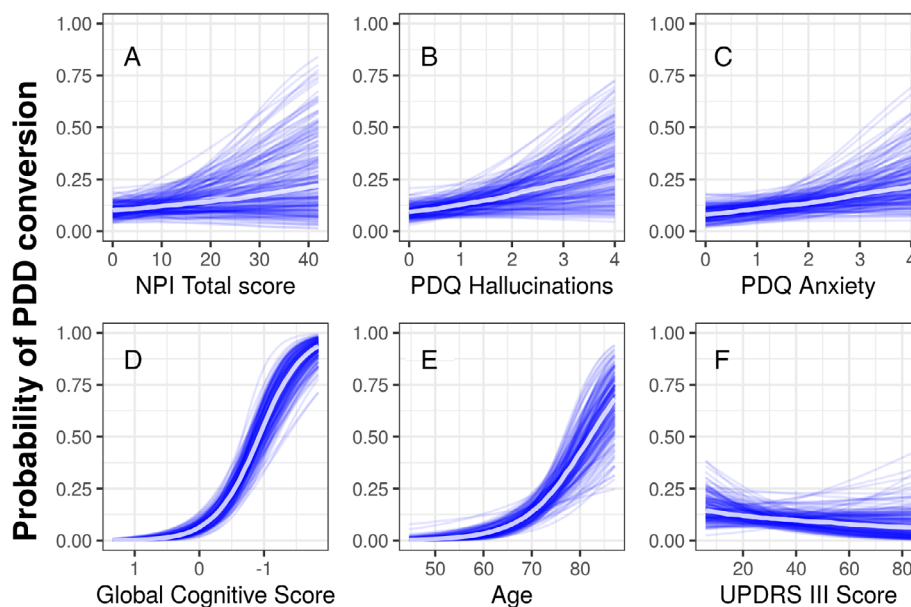 Probability of PDD conversion
1.00 0.75 0.50 0.25 0.00
A
0 10 20 30 40
NPI Total score
1.00 0.75 0.50 0.25 0.00
B
0 1 2 3 4
PDQ Hallucinations
1.00 0.75 0.50 0.25 0.00
C
0 1 2 3 4
PDQ Anxiety
1.00 0.75 0.50 0.25 0.00
D
1 0 -1
Global Cognitive Score
1.00 0.75 0.50 0.25 0.00
E
50 60 70 80
Age
1.00 0.75 0.50 0.25 0.00
F
20 40 60 80
UPDRS III Score